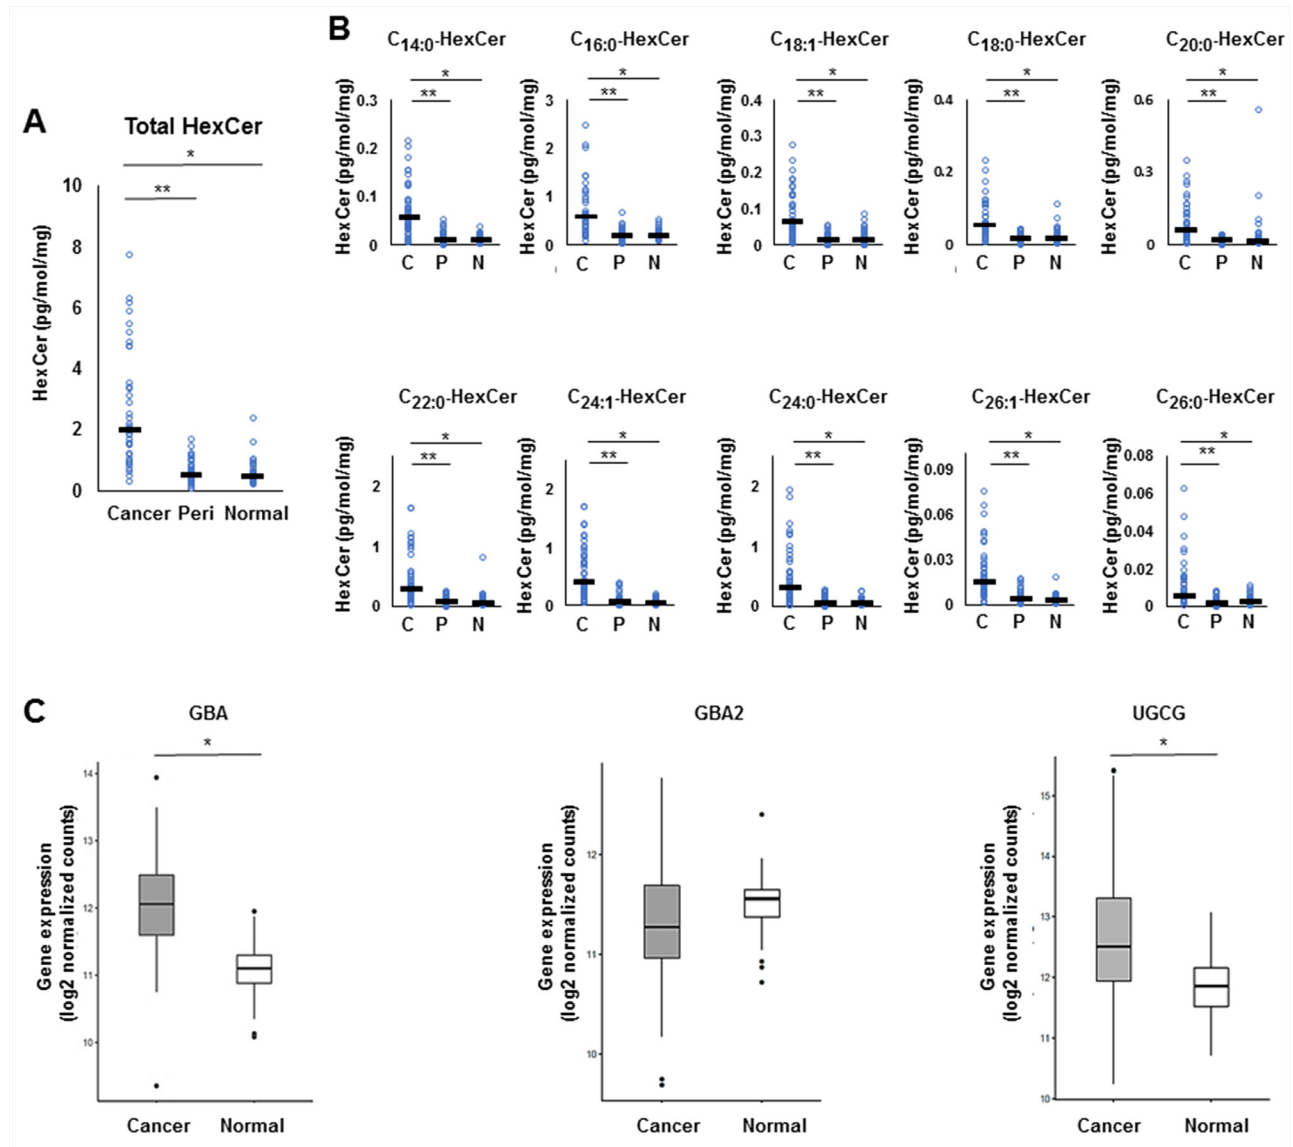 A
Total HexCer
*
**
HexCer (pg/mol/mg)
10
8
6
4
2
0
Cancer Peri Normal
B
C14:0-HexCer
*
**
HexCer (pg/mol/mg)
0.3
0.2
0.1
0
C P N
C16:0-HexCer
*
**
HexCer (pg/mol/mg)
3
2
1
0
C P N
C18:1-HexCer
*
**
HexCer (pg/mol/mg)
0.4
0.3
0.2
0.1
0
C P N
C18:0-HexCer
*
**
HexCer (pg/mol/mg)
0.4
0.2
0
C P N
C20:0-HexCer
*
**
HexCer (pg/mol/mg)
0.6
0.3
0
C P N
C22:0-HexCer
*
**
HexCer (pg/mol/mg)
2
1
0
C P N
C24:1-HexCer
*
**
HexCer (pg/mol/mg)
2
1
0
C P N
C24:0-HexCer
*
**
HexCer (pg/mol/mg)
2
1
0
C P N
C26:1-HexCer
*
**
HexCer (pg/mol/mg)
0.09
0.06
0.03
0
C P N
C26:0-HexCer
*
**
HexCer (pg/mol/mg)
0.08
0.06
0.04
0.02
0
C P N
C
GBA
*
Gene expression
(log2 normalized counts)
14
13
12
11
10
Cancer Normal
GBA2
Gene expression
(log2 normalized counts)
12
11
10
Cancer Normal
UGCG
*
Gene expression
(log2 normalized counts)
15
14
13
12
11
10
Cancer Normal